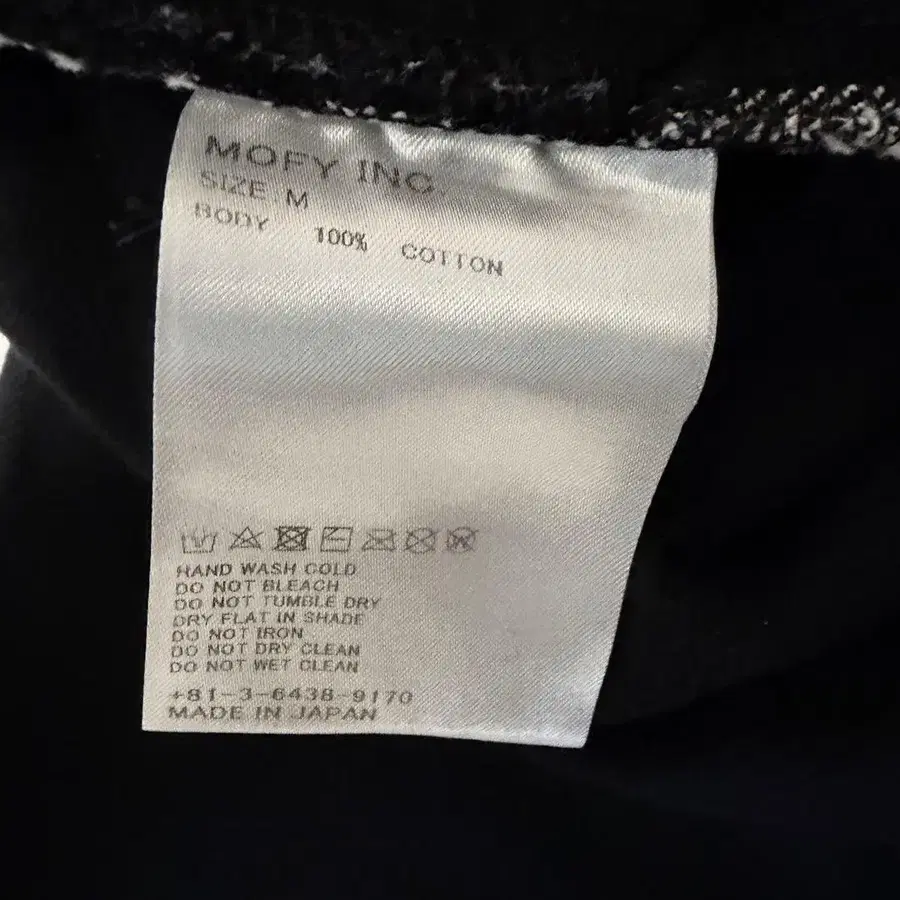 MOFY INC.
SIZE:M
BODY 100% COTTON
HAND WASH COLD
DO NOT BLEACH
DO NOT TUMBLE DRY
DRY FLAT IN SHADE
DO NOT IRON
DO NOT DRY CLEAN
DO NOT WET CLEAN
+81-3-6438-9170
MADE IN JAPAN